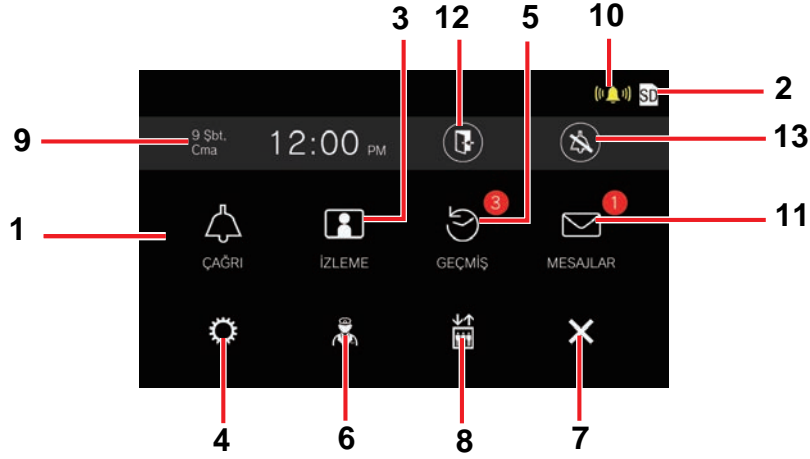 3 12 5 10
2
SD
9
9 Şbt.
Cma
12:00 PM
13
3
1
1
11
ÇAĞRI İZLEME GEÇMİŞ MESAJLAR
4 6 8 7